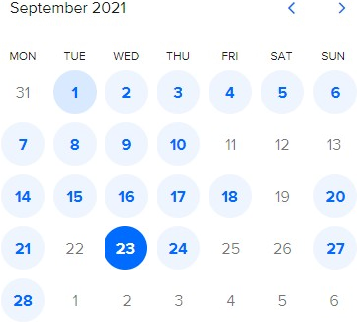 September 2021
MON TUE WED THU FRI SAT SUN
31 1 2 3 4 5 6
7 8 9 10 11 12 13
14 15 16 17 18 19 20
21 22 23 24 25 26 27
28 1 2 3 4 5 6